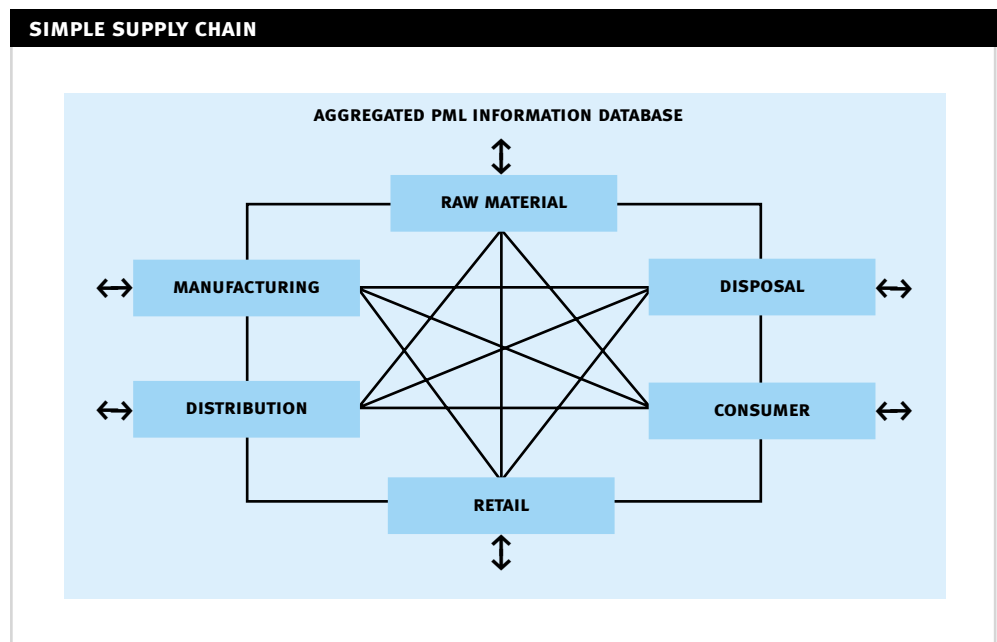 SIMPLE SUPPLY CHAIN
AGGREGATED PML INFORMATION DATABASE
RAW MATERIAL
MANUFACTURING
DISPOSAL
DISTRIBUTION
CONSUMER
RETAIL